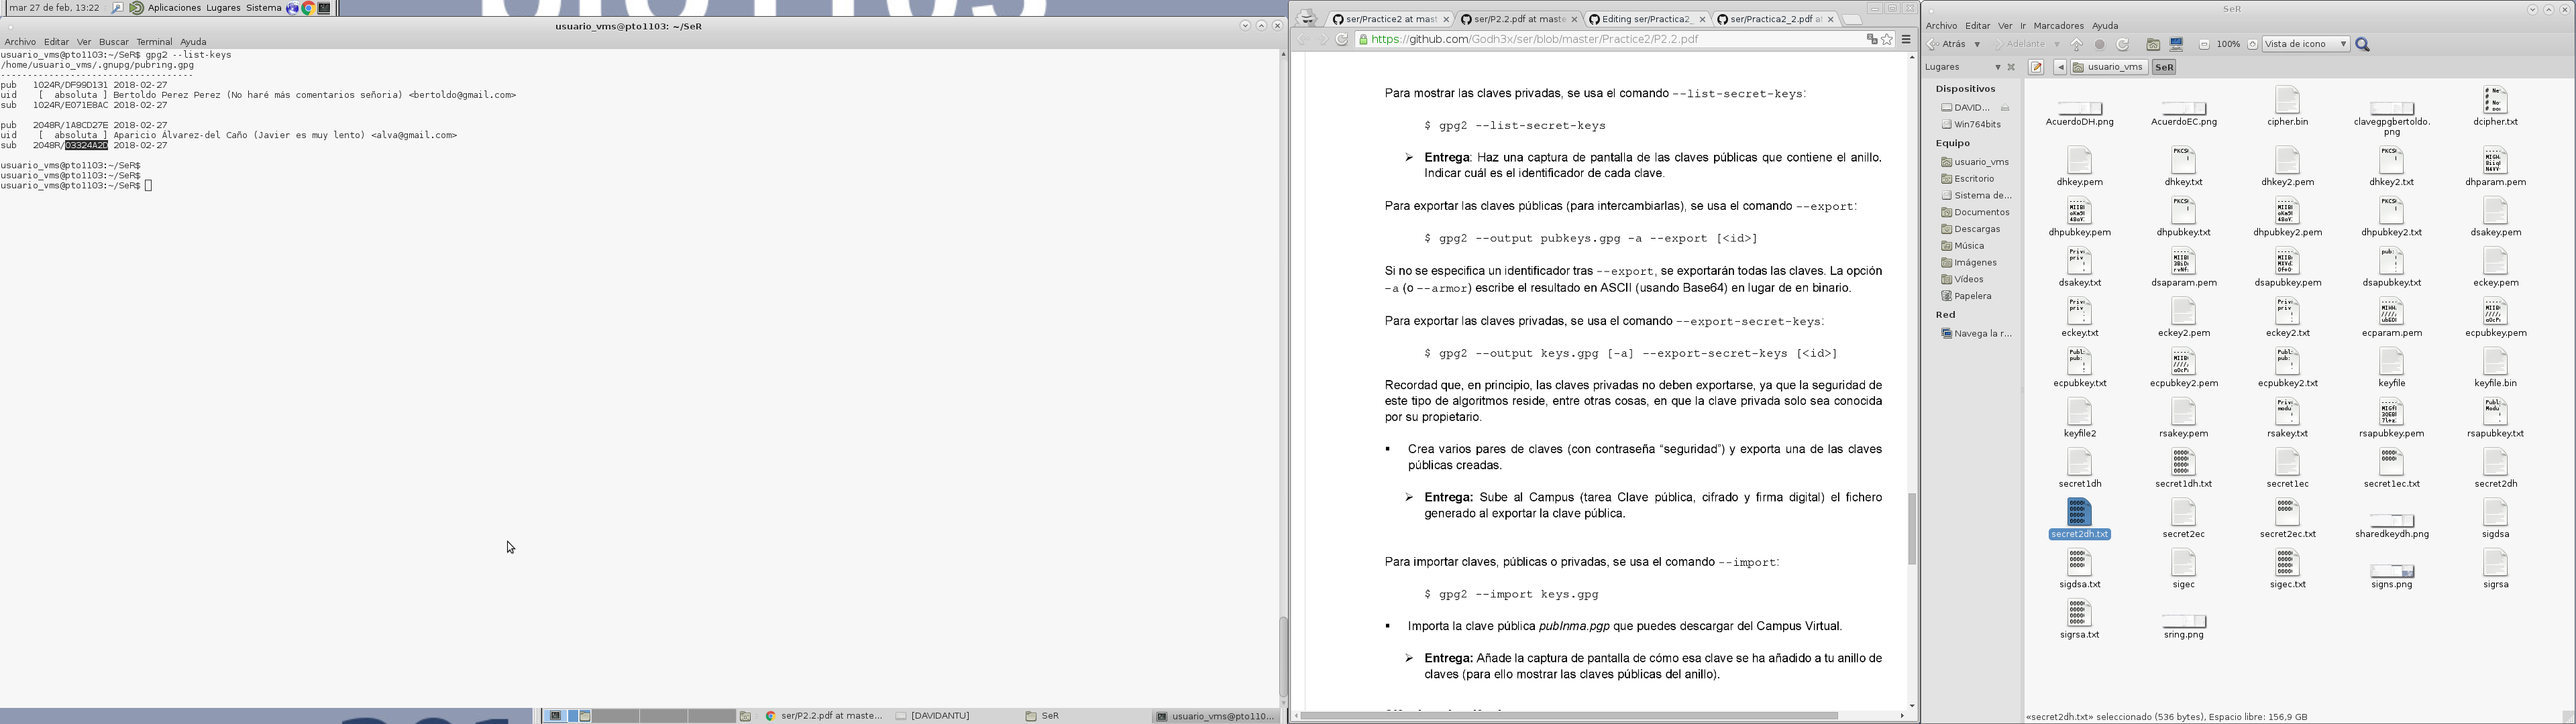 mar 27 de feb, 13:22 Aplicaciones Lugares Sistema
usuario_vms@pto1103: ~/SeR
Archivo Editar Ver Buscar Terminal Ayuda
usuario_vms@pto1103:~/SeR$ gpg2 --list-keys
/home/usuario_vms/.gnupg/pubring.gpg
------------------------------------
pub 1024R/DF99D131 2018-02-27
uid [ absoluta ] Bertoldo Perez Perez (No haré más comentarios señoria) <bertoldo@gmail.com>
sub 1024R/E071E8AC 2018-02-27
pub 2048R/1A8CD27E 2018-02-27
uid [ absoluta ] Aparicio Álvarez-del Caño (Javier es muy lento) <alva@gmail.com>
sub 2048R/03324A2D 2018-02-27
usuario_vms@pto1103:~/SeR$
usuario_vms@pto1103:~/SeR$
usuario_vms@pto1103:~/SeR$
ser/P2.2.pdf at maste... [DAVIDANTU] SeR usuario_vms@pto110...
ser/Practice2 at mast ser/P2.2.pdf at maste Editing ser/Practica2_ ser/Practica2_2.pdf a
https://github.com/Godh3x/ser/blob/master/Practice2/P2.2.pdf
Para mostrar las claves privadas, se usa el comando --list-secret-keys:
$ gpg2 --list-secret-keys
➢ Entrega: Haz una captura de pantalla de las claves públicas que contiene el anillo.
Indicar cuál es el identificador de cada clave.
Para exportar las claves públicas (para intercambiarlas), se usa el comando --export:
$ gpg2 --output pubkeys.gpg -a --export [<id>]
Si no se especifica un identificador tras --export, se exportarán todas las claves. La opción
-a (o --armor) escribe el resultado en ASCII (usando Base64) en lugar de en binario.
Para exportar las claves privadas, se usa el comando --export-secret-keys:
$ gpg2 --output keys.gpg [-a] --export-secret-keys [<id>]
Recordad que, en principio, las claves privadas no deben exportarse, ya que la seguridad de
este tipo de algoritmos reside, entre otras cosas, en que la clave privada solo sea conocida
por su propietario.
▪ Crea varios pares de claves (con contraseña “seguridad”) y exporta una de las claves
públicas creadas.
➢ Entrega: Sube al Campus (tarea Clave pública, cifrado y firma digital) el fichero
generado al exportar la clave pública.
Para importar claves, públicas o privadas, se usa el comando --import:
$ gpg2 --import keys.gpg
▪ Importa la clave pública pubInma.pgp que puedes descargar del Campus Virtual.
➢ Entrega: Añade la captura de pantalla de cómo esa clave se ha añadido a tu anillo de
claves (para ello mostrar las claves públicas del anillo).
SeR
Archivo Editar Ver Ir Marcadores Ayuda
Atrás Adelante 100% Vista de icono
Lugares usuario_vms SeR
Dispositivos
DAVID...
Win764bits
Equipo
usuario_vms
Escritorio
Sistema de...
Documentos
Descargas
Música
Imágenes
Vídeos
Papelera
Red
Navega la r...
AcuerdoDH.png AcuerdoEC.png cipher.bin clavegpgbertoldo.png dcipher.txt
dhkey.pem dhkey.txt dhkey2.pem dhkey2.txt dhparam.pem
dhpubkey.pem dhpubkey.txt dhpubkey2.pem dhpubkey2.txt dsakey.pem
dsakey.txt dsaparam.pem dsapubkey.pem dsapubkey.txt eckey.pem
eckey.txt eckey2.pem eckey2.txt ecparam.pem ecpubkey.pem
ecpubkey.txt ecpubkey2.pem ecpubkey2.txt keyfile keyfile.bin
keyfile2 rsakey.pem rsakey.txt rsapubkey.pem rsapubkey.txt
secret1dh secret1dh.txt secret1ec secret1ec.txt secret2dh
secret2dh.txt secret2ec secret2ec.txt sharedkeydh.png sigdsa
sigdsa.txt sigec sigec.txt signs.png sigrsa
sigrsa.txt sring.png
«secret2dh.txt» seleccionado (536 bytes), Espacio libre: 156,9 GB